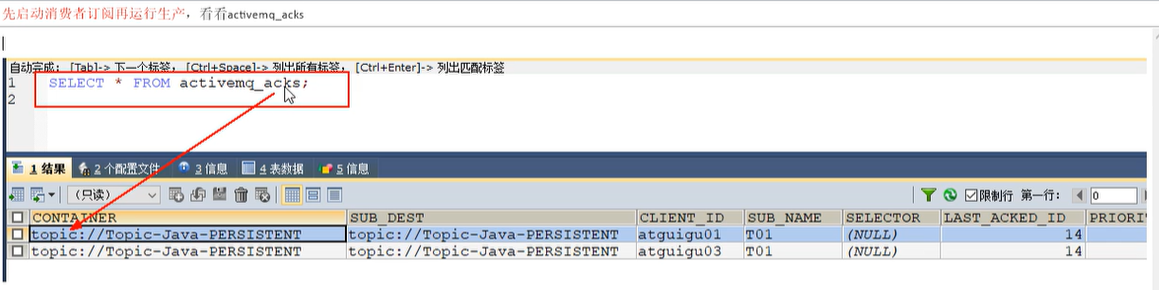 先启动消费者订阅再运行生产，看看activemq_acks
自动完成： [Tab]-> 下一个标签， [Ctrl+Space]-> 列出所有标签， [Ctrl+Enter]-> 列出匹配标签
1 SELECT * FROM activemq_acks;
2
1 结果 2 个配置文件 3 信息 4 表数据 5 信息
（只读） 限制行 第一行： 0
CONTAINER SUB_DEST CLIENT_ID SUB_NAME SELECTOR LAST_ACKED_ID PRIORIT
topic://Topic-Java-PERSISTENT topic://Topic-Java-PERSISTENT atguigu01 T01 (NULL) 14
topic://Topic-Java-PERSISTENT topic://Topic-Java-PERSISTENT atguigu03 T01 (NULL) 14